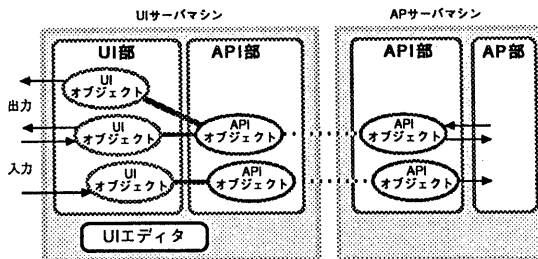 UIサーバマシン
APサーバマシン
UI部
API部
API部
AP部
UI
オブジェクト
出力
UI
オブジェクト
API
オブジェクト
API
オブジェクト
入力
UI
オブジェクト
API
オブジェクト
API
オブジェクト
UIエディタ